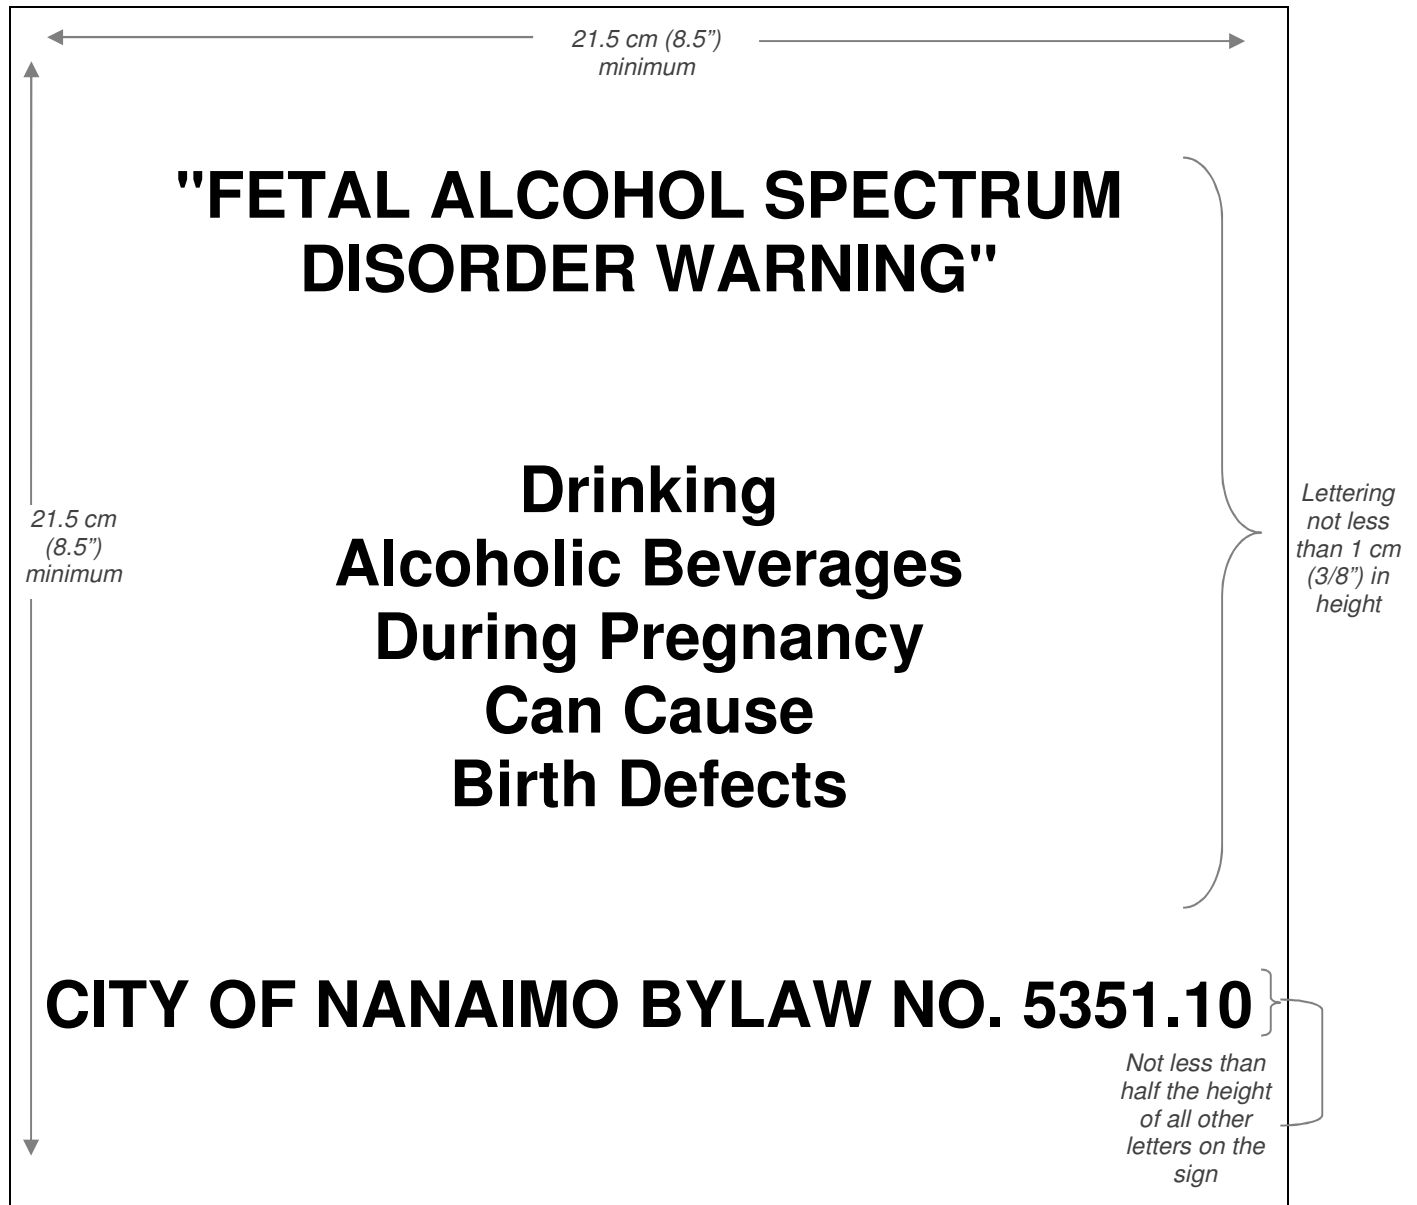 21.5 cm (8.5”)
minimum
"FETAL ALCOHOL SPECTRUM
DISORDER WARNING"
Drinking
Alcoholic Beverages
During Pregnancy
Can Cause
Birth Defects
21.5 cm
(8.5”)
minimum
Lettering
not less
than 1 cm
(3/8”) in
height
CITY OF NANAIMO BYLAW NO. 5351.10
Not less than
half the height
of all other
letters on the
sign